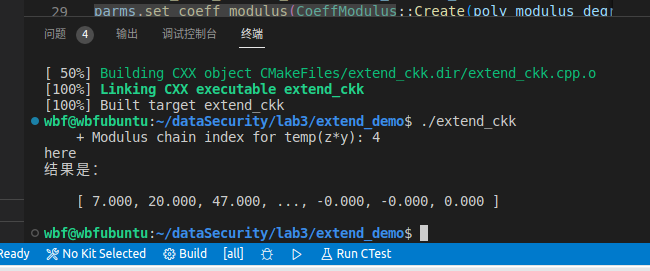 29 parms.set_coeff_modulus(CoeffModulus::Create(poly_modulus_degr
问题 4 输出 调试控制台 终端
[ 50%] Building CXX object CMakeFiles/extend_ckk.dir/extend_ckk.cpp.o
[100%] Linking CXX executable extend_ckk
[100%] Built target extend_ckk
wbf@wbfubuntu:~/dataSecurity/lab3/extend_demo$ ./extend_ckk
+ Modulus chain index for temp(z*y): 4
here
结果是:
[ 7.000, 20.000, 47.000, ..., -0.000, -0.000, 0.000 ]
wbf@wbfubuntu:~/dataSecurity/lab3/extend_demo$
Ready No Kit Selected Build [all] Run CTest